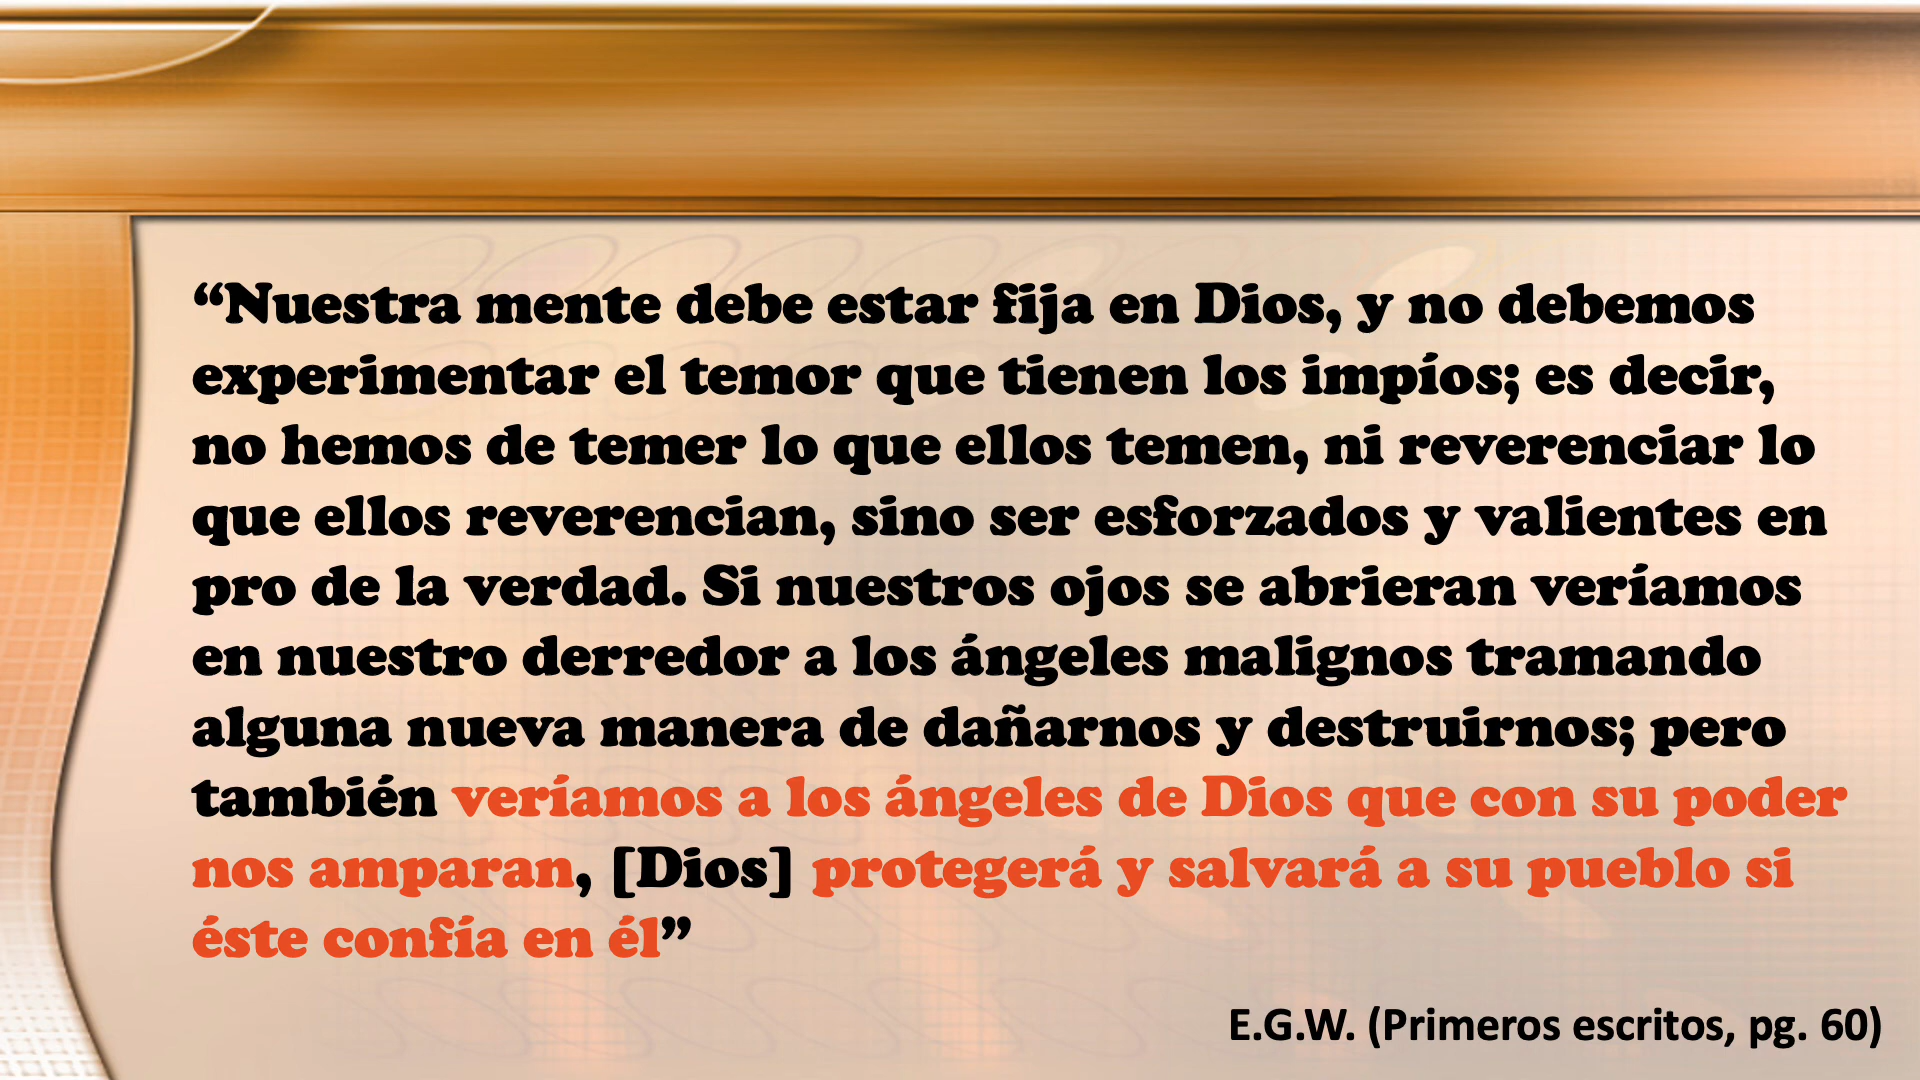 “Nuestra mente debe estar fija en Dios, y no debemos
experimentar el temor que tienen los impíos; es decir,
no hemos de temer lo que ellos temen, ni reverenciar lo
que ellos reverencian, sino ser esforzados y valientes en
pro de la verdad. Si nuestros ojos se abrieran veríamos
en nuestro derredor a los ángeles malignos tramando
alguna nueva manera de dañarnos y destruirnos; pero
también veríamos a los ángeles de Dios que con su poder
nos amparan, [Dios] protegerá y salvará a su pueblo si
éste confía en él”
E.G.W. (Primeros escritos, pg. 60)